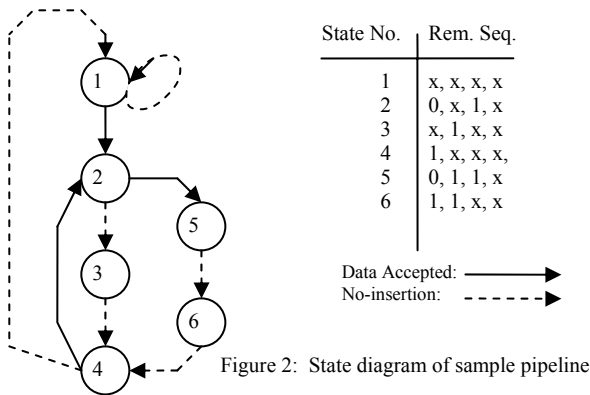 State No. Rem. Seq.
1 x, x, x, x
2 0, x, 1, x
3 x, 1, x, x
4 1, x, x, x,
5 0, 1, 1, x
6 1, 1, x, x
1
2
5
3
6
4
Data Accepted:
No-insertion:
Figure 2: State diagram of sample pipeline